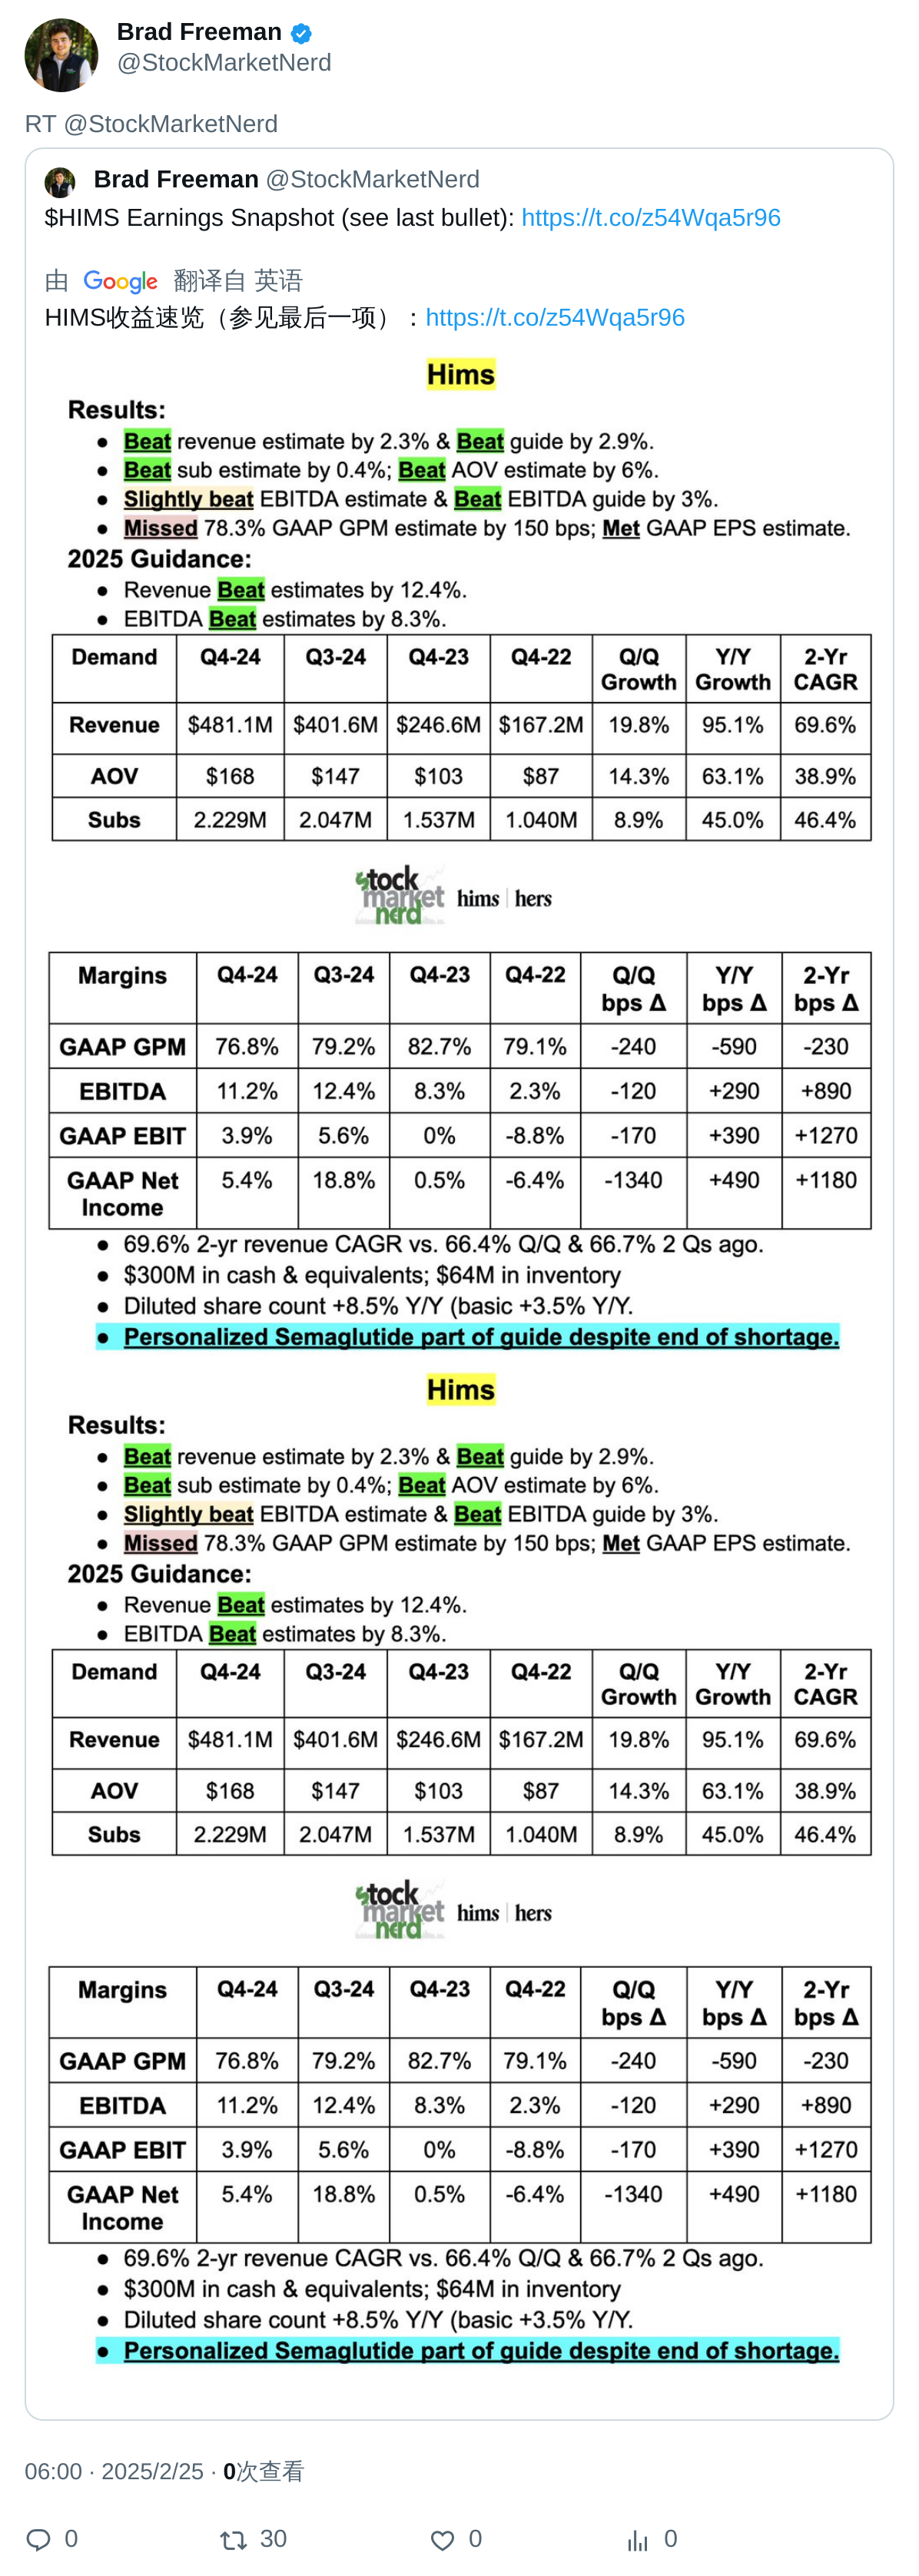 Brad Freeman
@StockMarketNerd
RT @StockMarketNerd
Brad Freeman @StockMarketNerd
$HIMS Earnings Snapshot (see last bullet): https://t.co/z54Wqa5r96
由 Google 翻译自 英语
HIMS收益速览（参见最后一项）：https://t.co/z54Wqa5r96
Hims
Results:
● Beat revenue estimate by 2.3% & Beat guide by 2.9%.
● Beat sub estimate by 0.4%; Beat AOV estimate by 6%.
● Slightly beat EBITDA estimate & Beat EBITDA guide by 3%.
● Missed 78.3% GAAP GPM estimate by 150 bps; Met GAAP EPS estimate.
2025 Guidance:
● Revenue Beat estimates by 12.4%.
● EBITDA Beat estimates by 8.3%.
Demand Q4-24 Q3-24 Q4-23 Q4-22 Q/Q Growth Y/Y Growth 2-Yr CAGR
Revenue $481.1M $401.6M $246.6M $167.2M 19.8% 95.1% 69.6%
AOV $168 $147 $103 $87 14.3% 63.1% 38.9%
Subs 2.229M 2.047M 1.537M 1.040M 8.9% 45.0% 46.4%
stock market nerd hims | hers
Margins Q4-24 Q3-24 Q4-23 Q4-22 Q/Q bps Δ Y/Y bps Δ 2-Yr bps Δ
GAAP GPM 76.8% 79.2% 82.7% 79.1% -240 -590 -230
EBITDA 11.2% 12.4% 8.3% 2.3% -120 +290 +890
GAAP EBIT 3.9% 5.6% 0% -8.8% -170 +390 +1270
GAAP Net Income 5.4% 18.8% 0.5% -6.4% -1340 +490 +1180
● 69.6% 2-yr revenue CAGR vs. 66.4% Q/Q & 66.7% 2 Qs ago.
● $300M in cash & equivalents; $64M in inventory
● Diluted share count +8.5% Y/Y (basic +3.5% Y/Y.
● Personalized Semaglutide part of guide despite end of shortage.
Hims
Results:
● Beat revenue estimate by 2.3% & Beat guide by 2.9%.
● Beat sub estimate by 0.4%; Beat AOV estimate by 6%.
● Slightly beat EBITDA estimate & Beat EBITDA guide by 3%.
● Missed 78.3% GAAP GPM estimate by 150 bps; Met GAAP EPS estimate.
2025 Guidance:
● Revenue Beat estimates by 12.4%.
● EBITDA Beat estimates by 8.3%.
Demand Q4-24 Q3-24 Q4-23 Q4-22 Q/Q Growth Y/Y Growth 2-Yr CAGR
Revenue $481.1M $401.6M $246.6M $167.2M 19.8% 95.1% 69.6%
AOV $168 $147 $103 $87 14.3% 63.1% 38.9%
Subs 2.229M 2.047M 1.537M 1.040M 8.9% 45.0% 46.4%
stock market nerd hims | hers
Margins Q4-24 Q3-24 Q4-23 Q4-22 Q/Q bps Δ Y/Y bps Δ 2-Yr bps Δ
GAAP GPM 76.8% 79.2% 82.7% 79.1% -240 -590 -230
EBITDA 11.2% 12.4% 8.3% 2.3% -120 +290 +890
GAAP EBIT 3.9% 5.6% 0% -8.8% -170 +390 +1270
GAAP Net Income 5.4% 18.8% 0.5% -6.4% -1340 +490 +1180
● 69.6% 2-yr revenue CAGR vs. 66.4% Q/Q & 66.7% 2 Qs ago.
● $300M in cash & equivalents; $64M in inventory
● Diluted share count +8.5% Y/Y (basic +3.5% Y/Y.
● Personalized Semaglutide part of guide despite end of shortage.
06:00 · 2025/2/25 · 0次查看
0 30 0 0